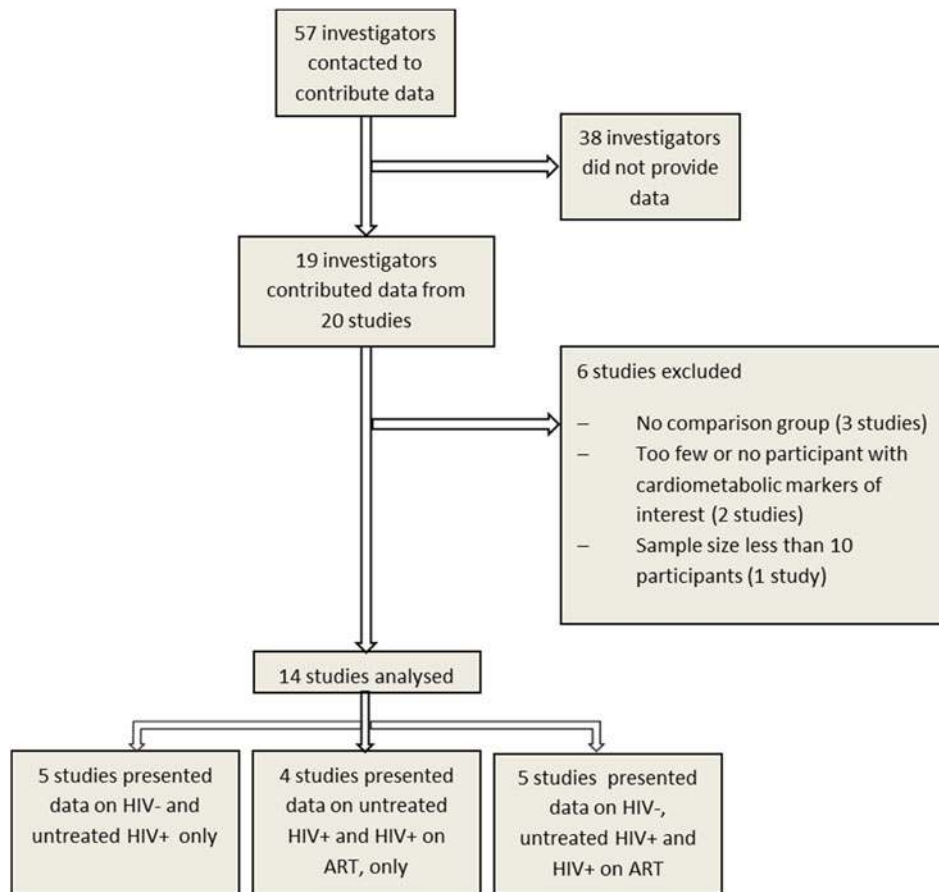 57 investigators
contacted to
contribute data
38 investigators
did not provide
data
19 investigators
contributed data from
20 studies
6 studies excluded
– No comparison group (3 studies)
– Too few or no participant with
cardiometabolic markers of
interest (2 studies)
– Sample size less than 10
participants (1 study)
14 studies analysed
5 studies presented
data on HIV- and
untreated HIV+ only
4 studies presented
data on untreated
HIV+ and HIV+ on
ART, only
5 studies presented
data on HIV-,
untreated HIV+ and
HIV+ on ART